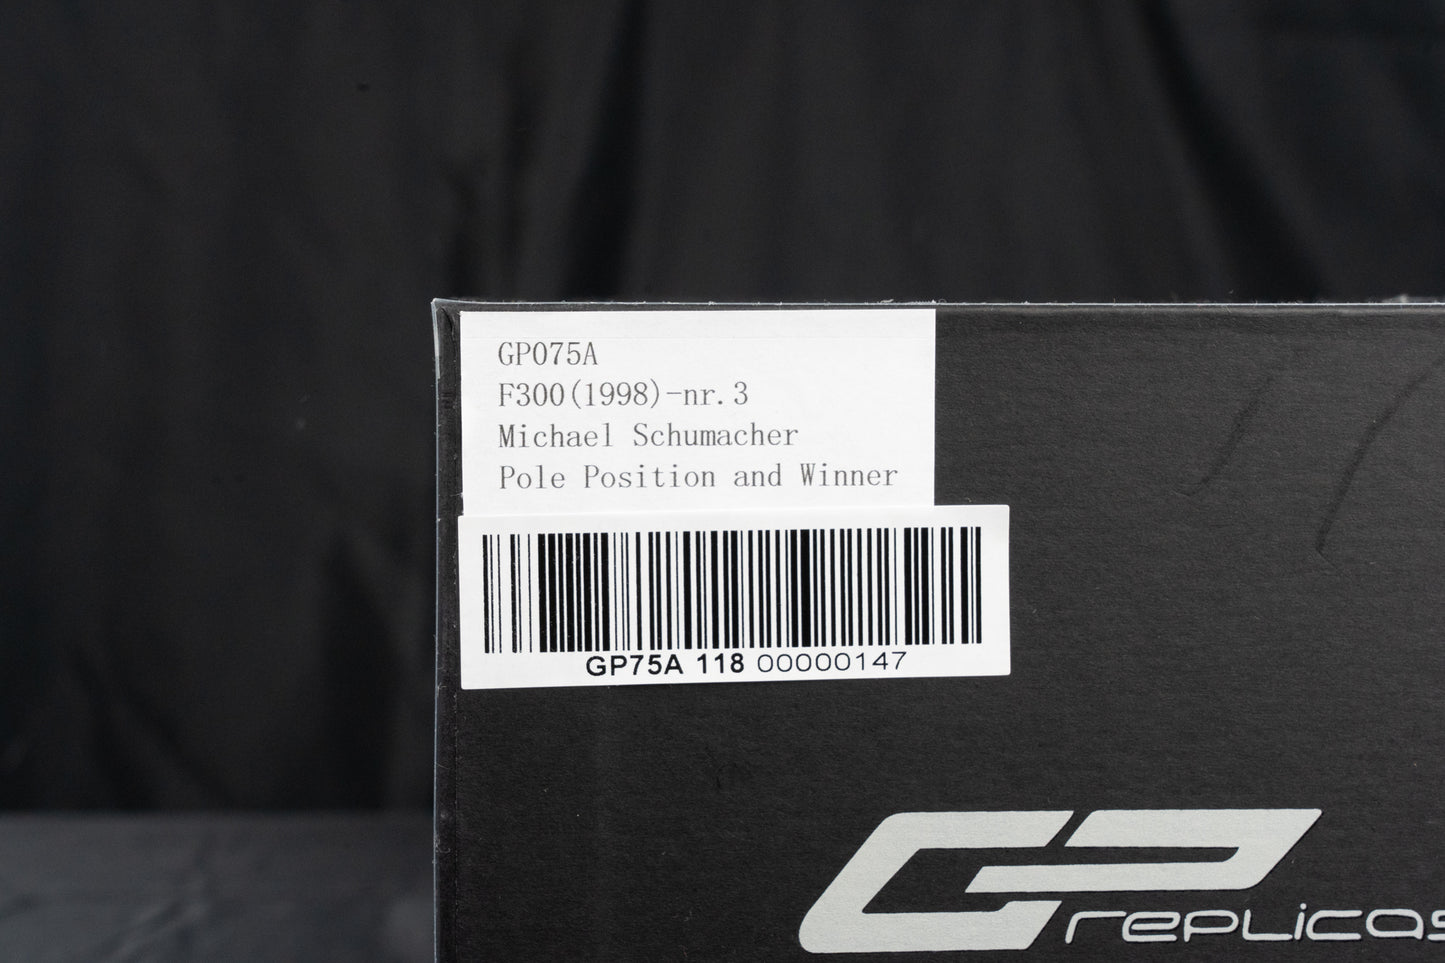 GP075A
F300(1998)-nr.3
Michael Schumacher
Pole Position and Winner
GP75A 118 00000147
GP replicas